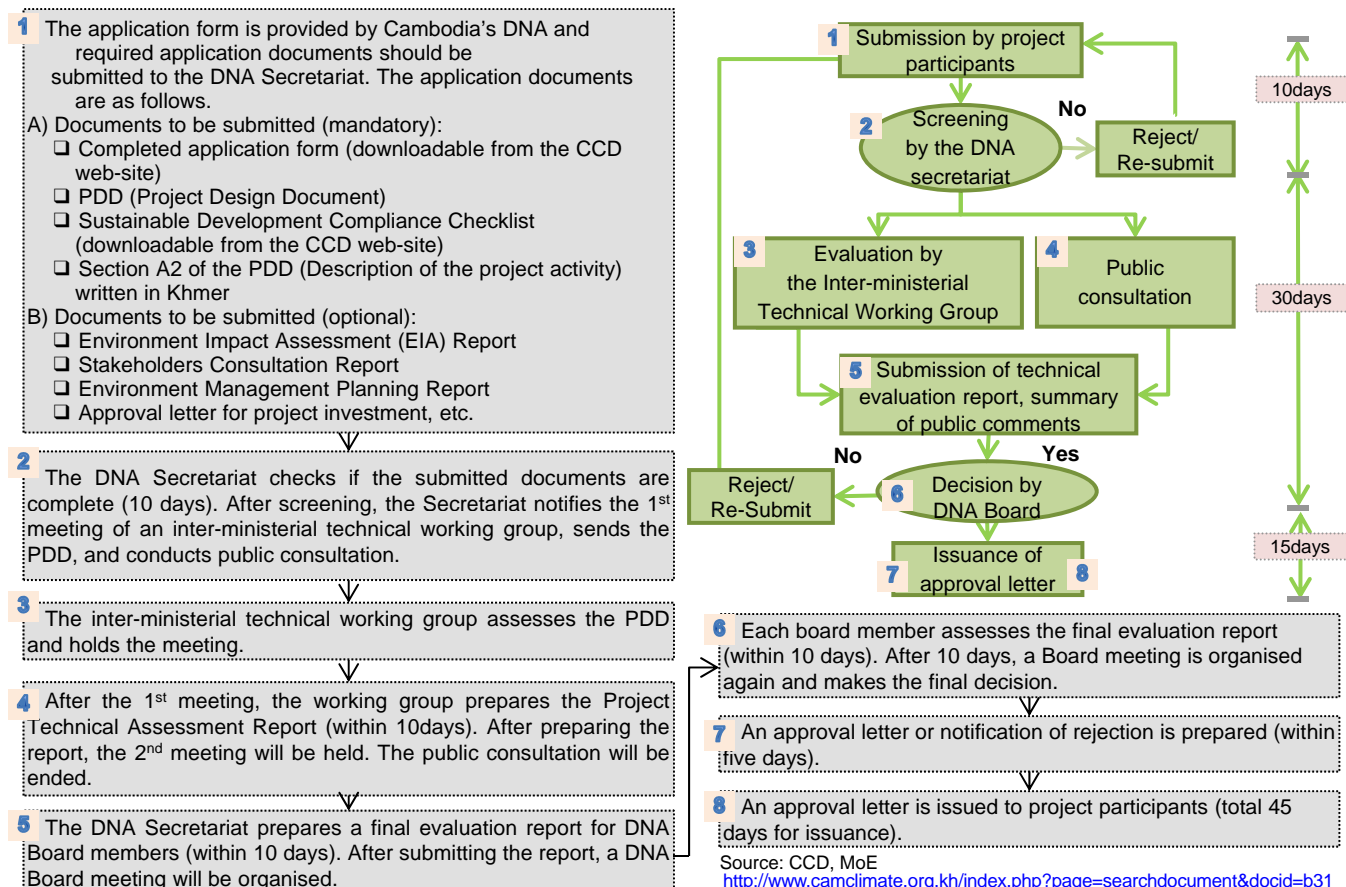 1 The application form is provided by Cambodia's DNA and
required application documents should be
submitted to the DNA Secretariat. The application documents
are as follows.
A) Documents to be submitted (mandatory):
❑ Completed application form (downloadable from the CCD
web-site)
❑ PDD (Project Design Document)
❑ Sustainable Development Compliance Checklist
(downloadable from the CCD web-site)
❑ Section A2 of the PDD (Description of the project activity)
written in Khmer
B) Documents to be submitted (optional):
❑ Environment Impact Assessment (EIA) Report
❑ Stakeholders Consultation Report
❑ Environment Management Planning Report
❑ Approval letter for project investment, etc.
2 The DNA Secretariat checks if the submitted documents are
complete (10 days). After screening, the Secretariat notifies the 1st
meeting of an inter-ministerial technical working group, sends the
PDD, and conducts public consultation.
3 The inter-ministerial technical working group assesses the PDD
and holds the meeting.
4 After the 1st meeting, the working group prepares the Project
Technical Assessment Report (within 10days). After preparing the
report, the 2nd meeting will be held. The public consultation will be
ended.
5 The DNA Secretariat prepares a final evaluation report for DNA
Board members (within 10 days). After submitting the report, a DNA
Board meeting will be organised.
1 Submission by project
participants
2 Screening
by the DNA
secretariat
No
Reject/
Re-submit
3 Evaluation by
the Inter-ministerial
Technical Working Group
4 Public
consultation
5 Submission of technical
evaluation report, summary
of public comments
No
Yes
Reject/
Re-Submit
6 Decision by
DNA Board
7 Issuance of
approval letter 8
10days
30days
15days
6 Each board member assesses the final evaluation report
(within 10 days). After 10 days, a Board meeting is organised
again and makes the final decision.
7 An approval letter or notification of rejection is prepared (within
five days).
8 An approval letter is issued to project participants (total 45
days for issuance).
Source: CCD, MoE
http://www.camclimate.org.kh/index.php?page=searchdocument&docid=b31